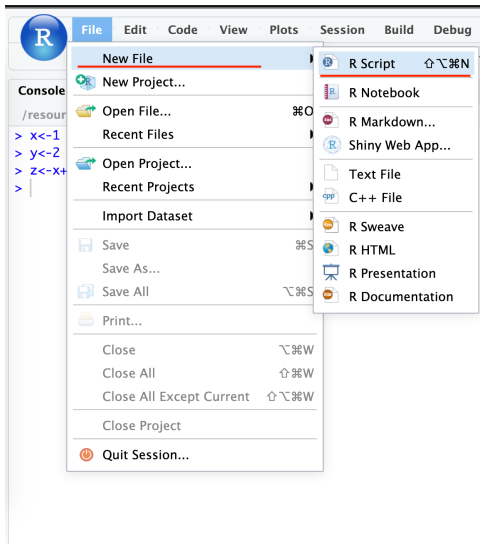 R File Edit Code View Plots Session Build Debug
New File
New Project...
Open File... ⌘O
Recent Files
Open Project...
Recent Projects
Import Dataset
Save ⌘S
Save As...
Save All ⌥⌘S
Print...
Close ⌥⌘W
Close All ⇧⌘W
Close All Except Current ⇧⌥⌘W
Close Project
Quit Session...
R Script ⇧⌥⌘N
R Notebook
R Markdown...
Shiny Web App...
Text File
C++ File
R Sweave
R HTML
R Presentation
R Documentation
Console
/resour
> x<-1
> y<-2
> z<-x+
>